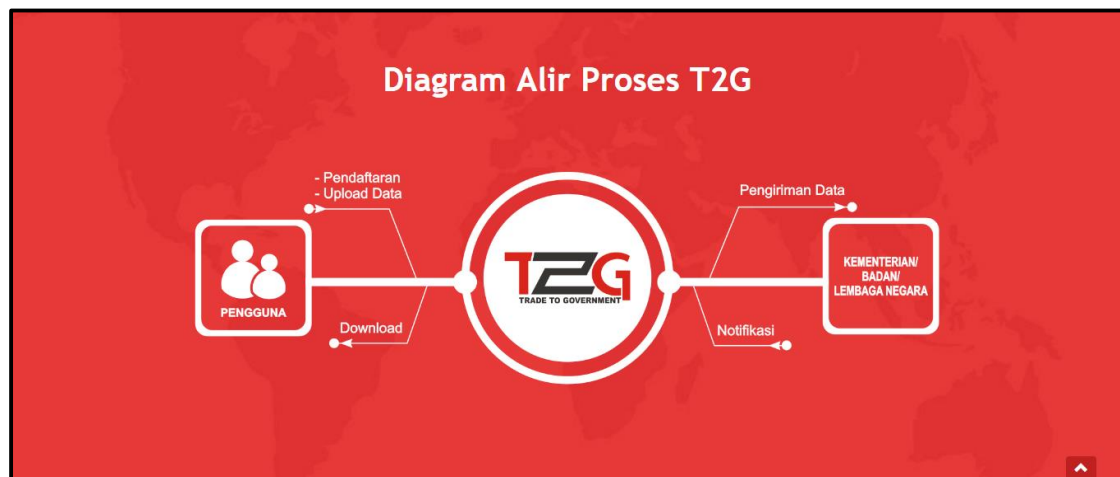 Diagram Alir Proses T2G
- Pendaftaran
- Upload Data
PENGGUNA
Download
T2G
TRADE TO GOVERNMENT
Pengiriman Data
KEMENTERIAN/
BADAN/
LEMBAGA NEGARA
Notifikasi